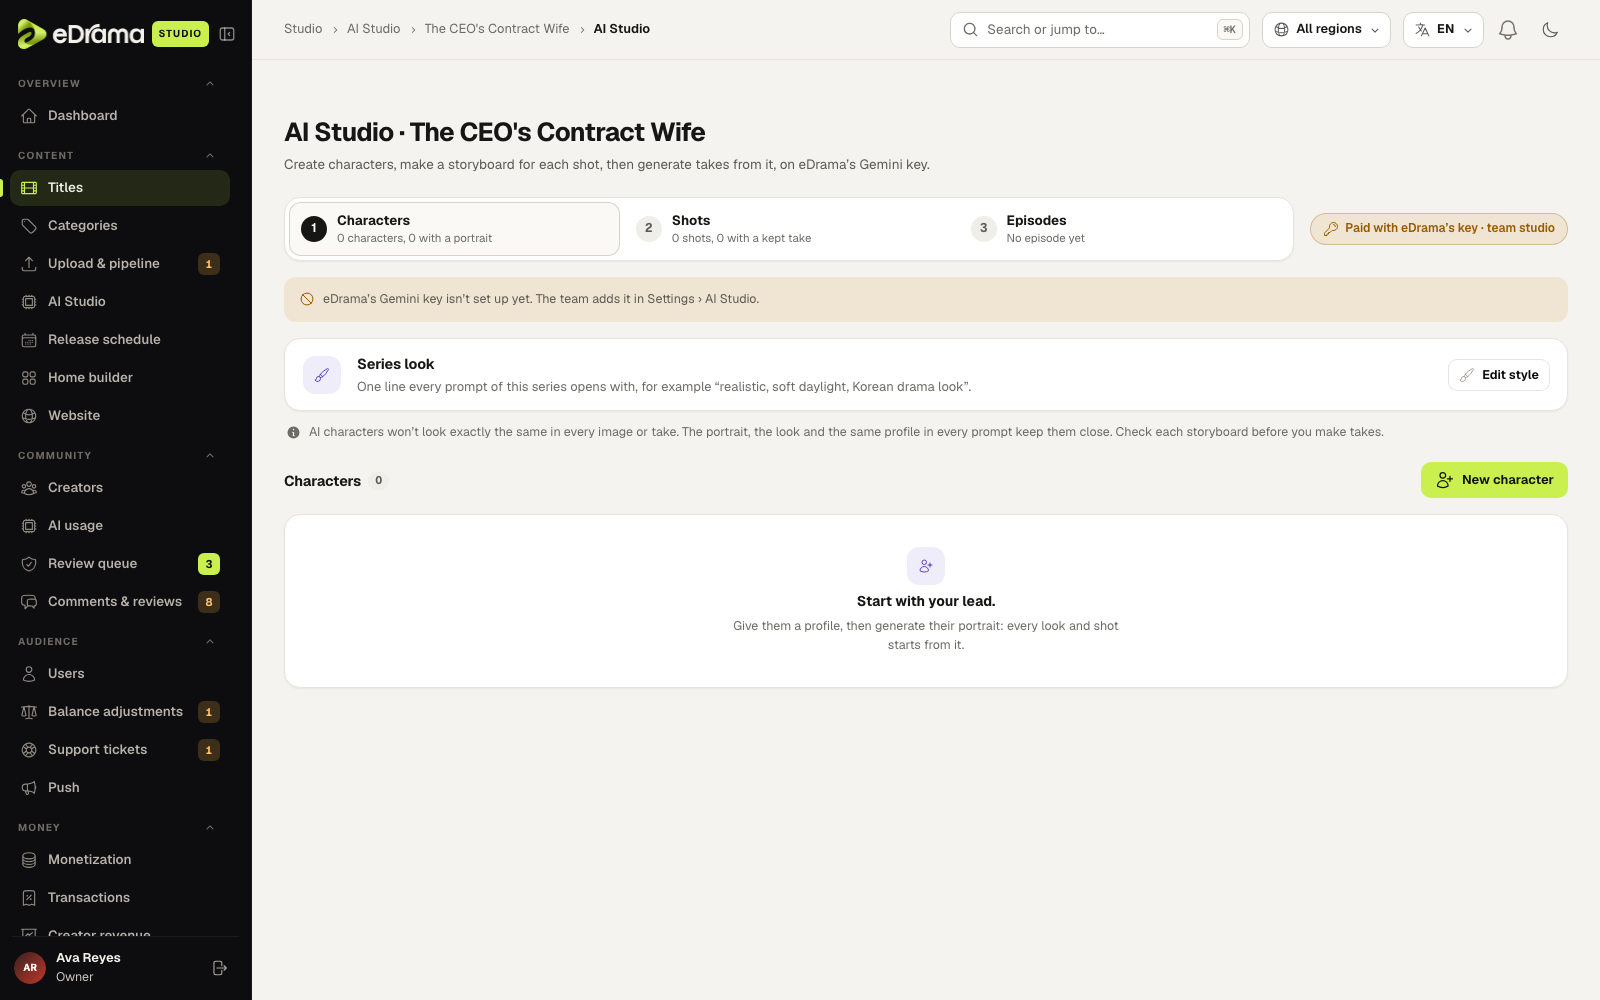 eDrama STUDIO
OVERVIEW
Dashboard
CONTENT
Titles
Categories
Upload & pipeline 1
AI Studio
Release schedule
Home builder
Website
COMMUNITY
Creators
AI usage
Review queue 3
Comments & reviews 8
AUDIENCE
Users
Balance adjustments 1
Support tickets 1
Push
MONEY
Monetization
Transactions
Creator revenue
AR
Ava Reyes
Owner
Studio › AI Studio › The CEO's Contract Wife › AI Studio
Search or jump to... ⌘K
All regions
EN
AI Studio · The CEO's Contract Wife
Create characters, make a storyboard for each shot, then generate takes from it, on eDrama's Gemini key.
1 Characters
0 characters, 0 with a portrait
2 Shots
0 shots, 0 with a kept take
3 Episodes
No episode yet
Paid with eDrama's key · team studio
eDrama's Gemini key isn't set up yet. The team adds it in Settings › AI Studio.
Series look
One line every prompt of this series opens with, for example “realistic, soft daylight, Korean drama look”.
Edit style
AI characters won't look exactly the same in every image or take. The portrait, the look and the same profile in every prompt keep them close. Check each storyboard before you make takes.
Characters 0
New character
Start with your lead.
Give them a profile, then generate their portrait: every look and shot
starts from it.